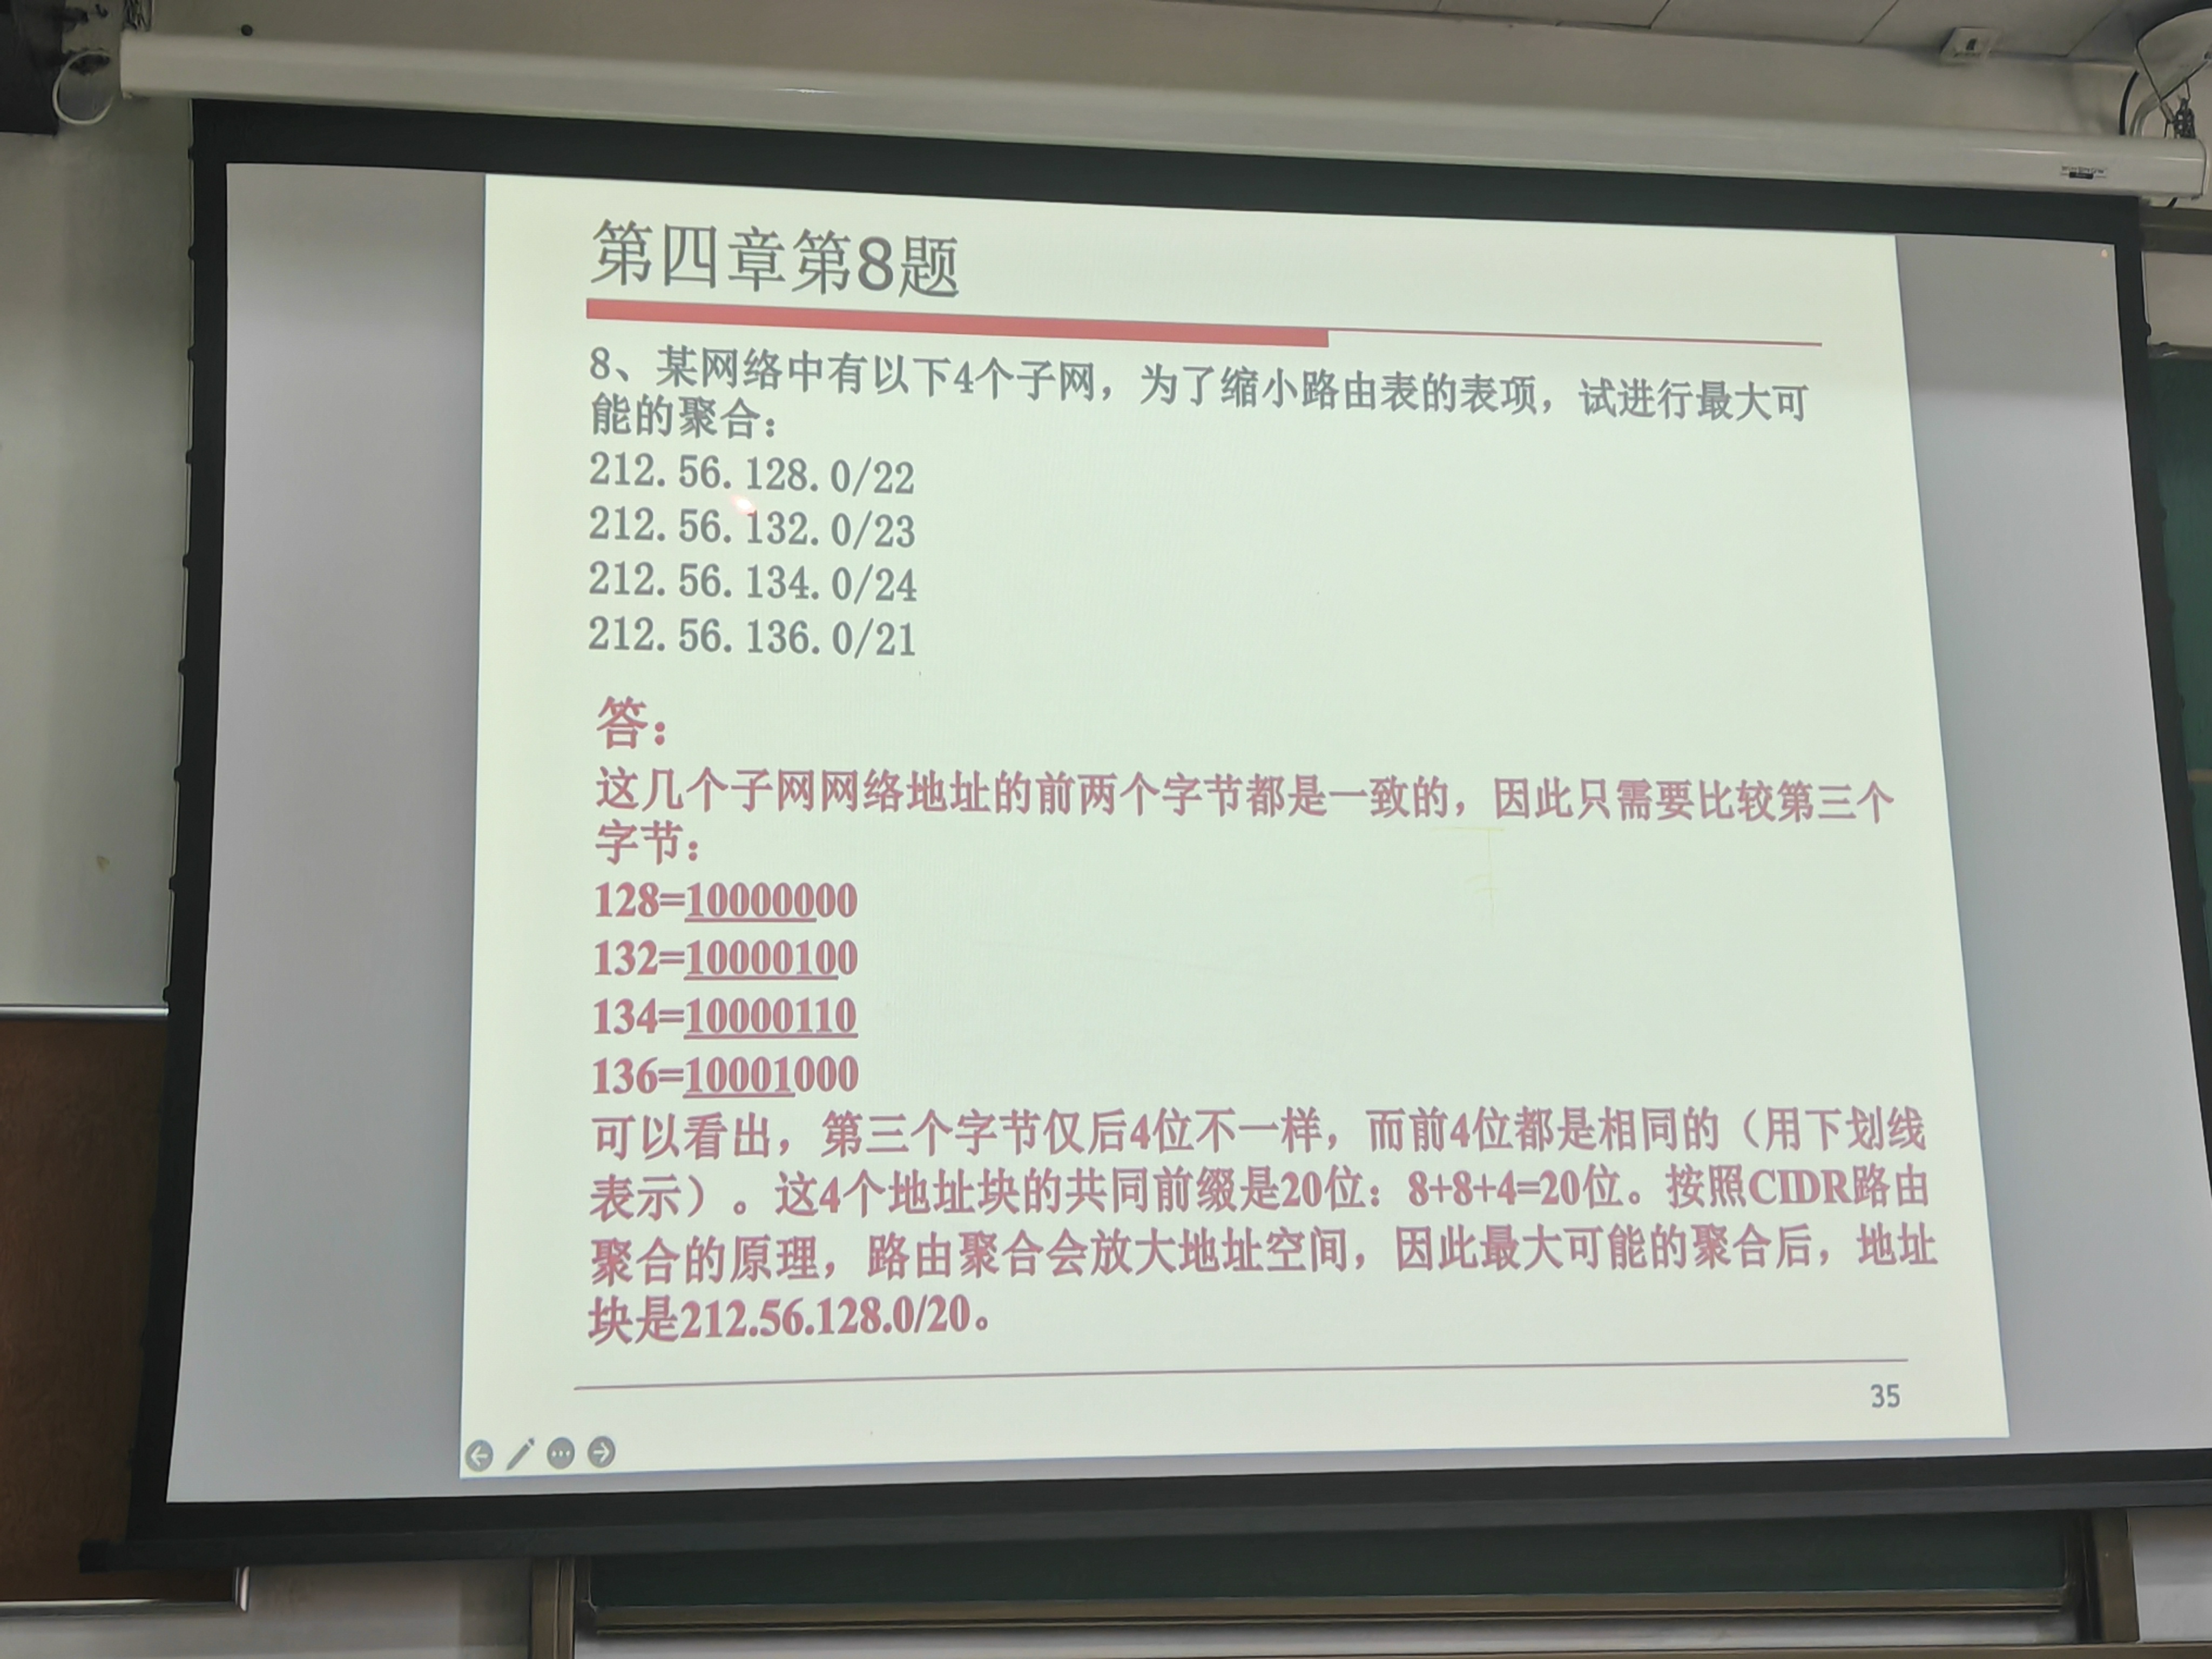 第四章第8题
8、某网络中有以下4个子网，为了缩小路由表的表项，试进行最大可
能的聚合：
212.56.128.0/22
212.56.132.0/23
212.56.134.0/24
212.56.136.0/21
答：
这几个子网网络地址的前两个字节都是一致的，因此只需要比较第三个
字节：
128=10000000
132=10000100
134=10000110
136=10001000
可以看出，第三个字节仅后4位不一样，而前4位都是相同的（用下划线
表示）。这4个地址块的共同前缀是20位：8+8+4=20位。按照CIDR路由
聚合的原理，路由聚合会放大地址空间，因此最大可能的聚合后，地址
块是212.56.128.0/20。
35